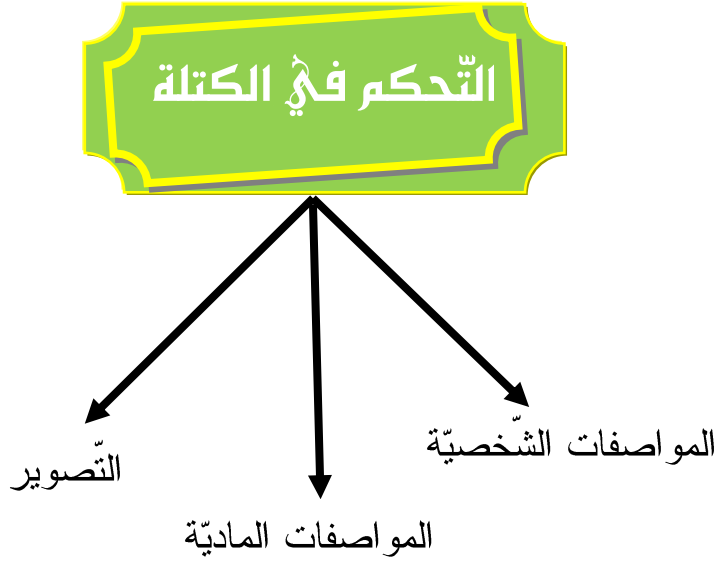 التّحكم في الكتلة
المواصفات الشّخصيّة
المواصفات الماديّة
التّصوير